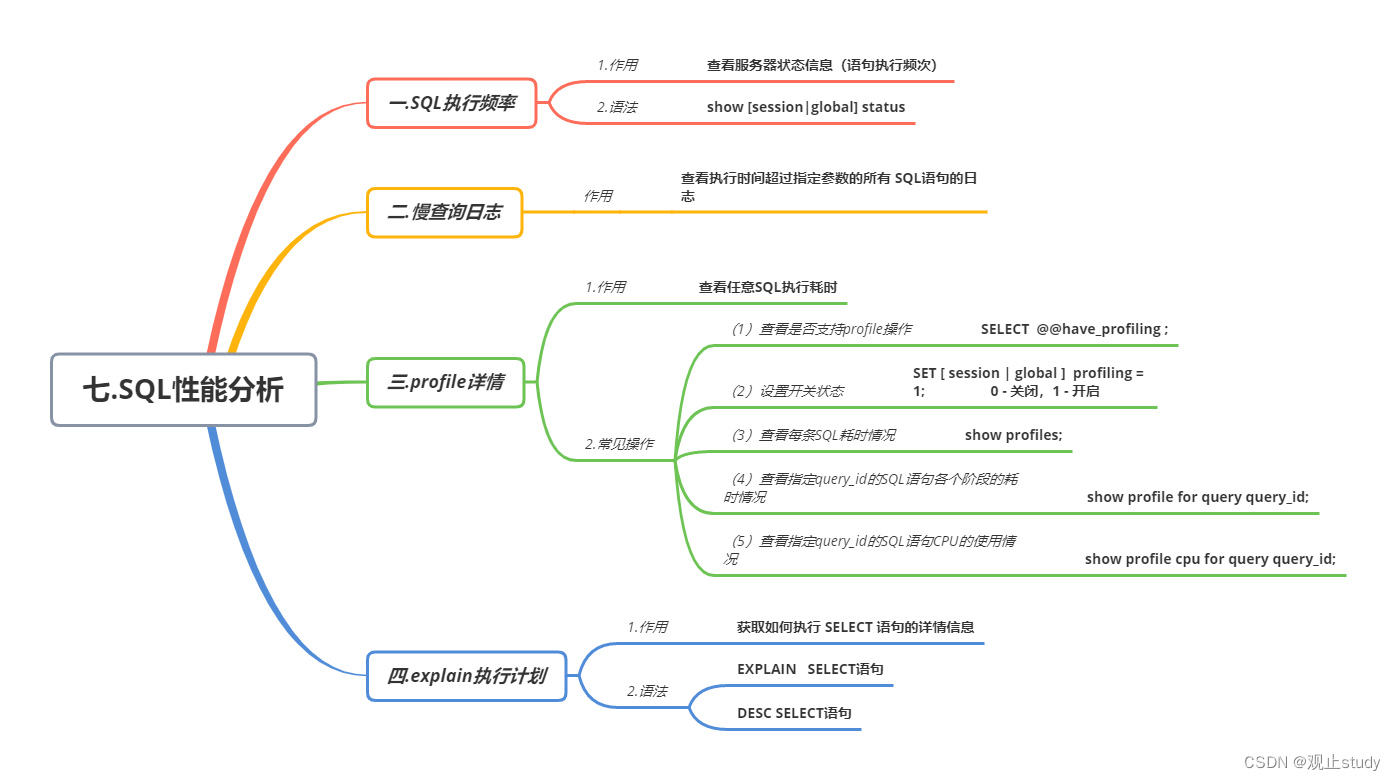 七.SQL性能分析
一.SQL执行频率
1.作用
查看服务器状态信息（语句执行频次）
2.语法
show [session|global] status
二.慢查询日志
作用
查看执行时间超过指定参数的所有 SQL语句的日
志
三.profile详情
1.作用
查看任意SQL执行耗时
2.常见操作
（1）查看是否支持profile操作
SELECT  @@have_profiling ;
（2）设置开关状态
SET [ session | global ]  profiling =
1;                  0 - 关闭，1 - 开启
（3）查看每条SQL耗时情况
show profiles;
（4）查看指定query_id的SQL语句各个阶段的耗
时情况
show profile for query query_id;
（5）查看指定query_id的SQL语句CPU的使用情
况
show profile cpu for query query_id;
四.explain执行计划
1.作用
获取如何执行 SELECT 语句的详情信息
2.语法
EXPLAIN   SELECT语句
DESC SELECT语句
CSDN @观止study